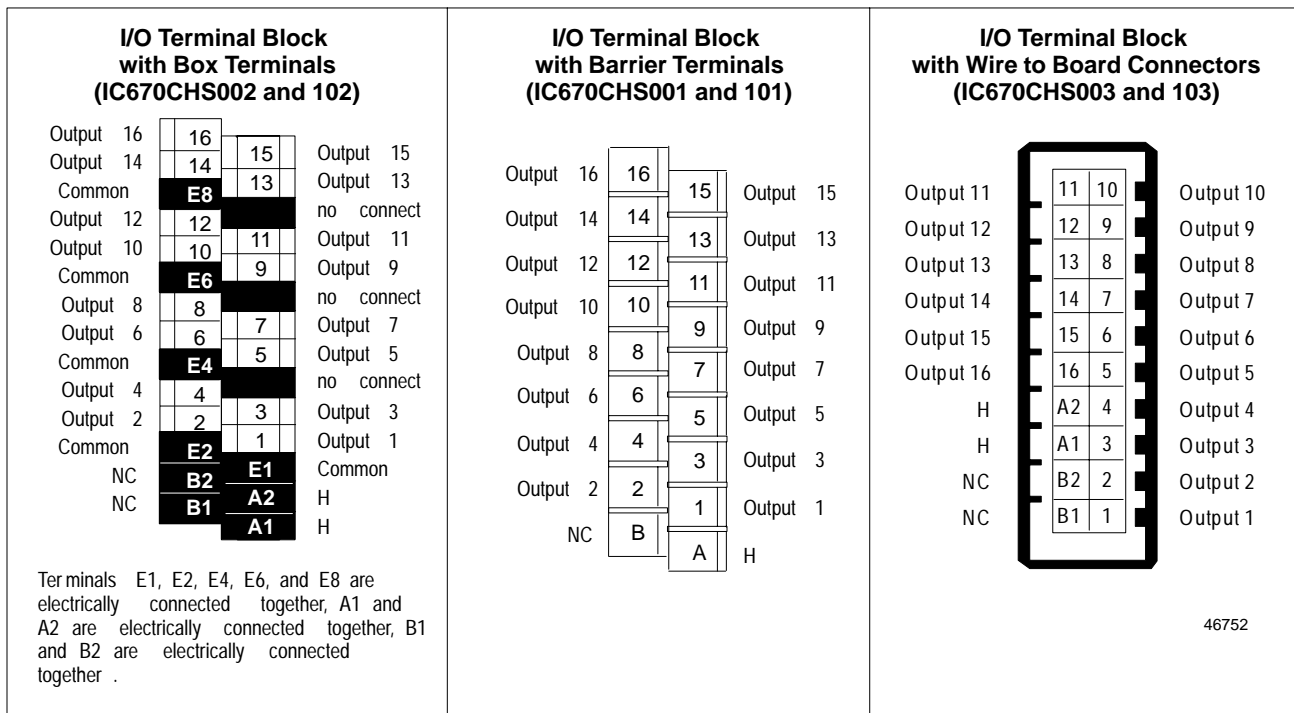 I/O Terminal Block
with Box Terminals
(IC670CHS002 and 102)
Output 16 16
15 Output 15
Output 14 14
13 Output 13
Common E8
no connect
Output 12 12
11 Output 11
Output 10 10
9 Output 9
Common E6
no connect
Output 8 8
7 Output 7
Output 6 6
5 Output 5
Common E4
no connect
Output 4 4
3 Output 3
Output 2 2
1 Output 1
Common E2
E1 Common
NC B2
A2 H
NC B1
A1 H
Terminals E1, E2, E4, E6, and E8 are
electrically connected together, A1 and
A2 are electrically connected together, B1
and B2 are electrically connected
together .
I/O Terminal Block
with Barrier Terminals
(IC670CHS001 and 101)
Output 16 16
15 Output 15
Output 14 14
13 Output 13
Output 12 12
11 Output 11
Output 10 10
9 Output 9
Output 8 8
7 Output 7
Output 6 6
5 Output 5
Output 4 4
3 Output 3
Output 2 2
1 Output 1
NC B
A H
I/O Terminal Block
with Wire to Board Connectors
(IC670CHS003 and 103)
Output 11 11 10 Output 10
Output 12 12 9 Output 9
Output 13 13 8 Output 8
Output 14 14 7 Output 7
Output 15 15 6 Output 6
Output 16 16 5 Output 5
H A2 4 Output 4
H A1 3 Output 3
NC B2 2 Output 2
NC B1 1 Output 1
46752